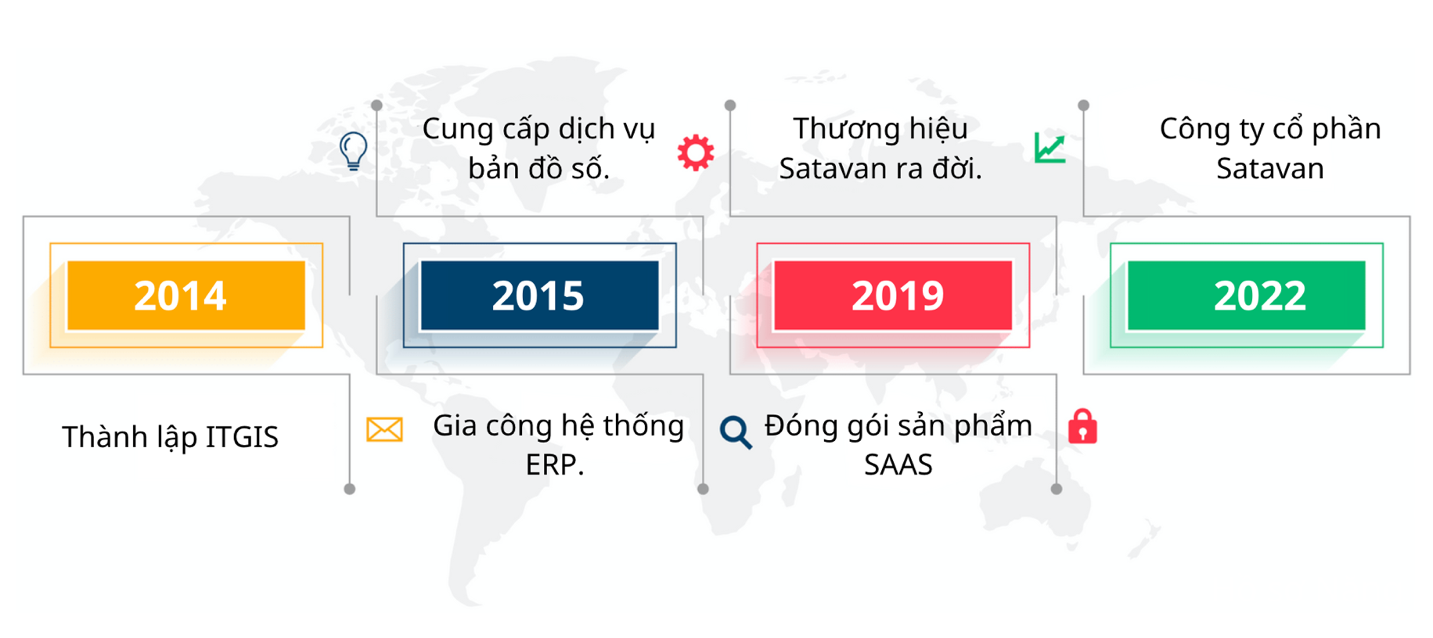 Cung cấp dịch vụ
bản đồ số.
Thương hiệu
Satavan ra đời.
Công ty cổ phần
Satavan
2014
2015
2019
2022
Thành lập ITGIS
Gia công hệ thống
ERP.
Đóng gói sản phẩm
SAAS